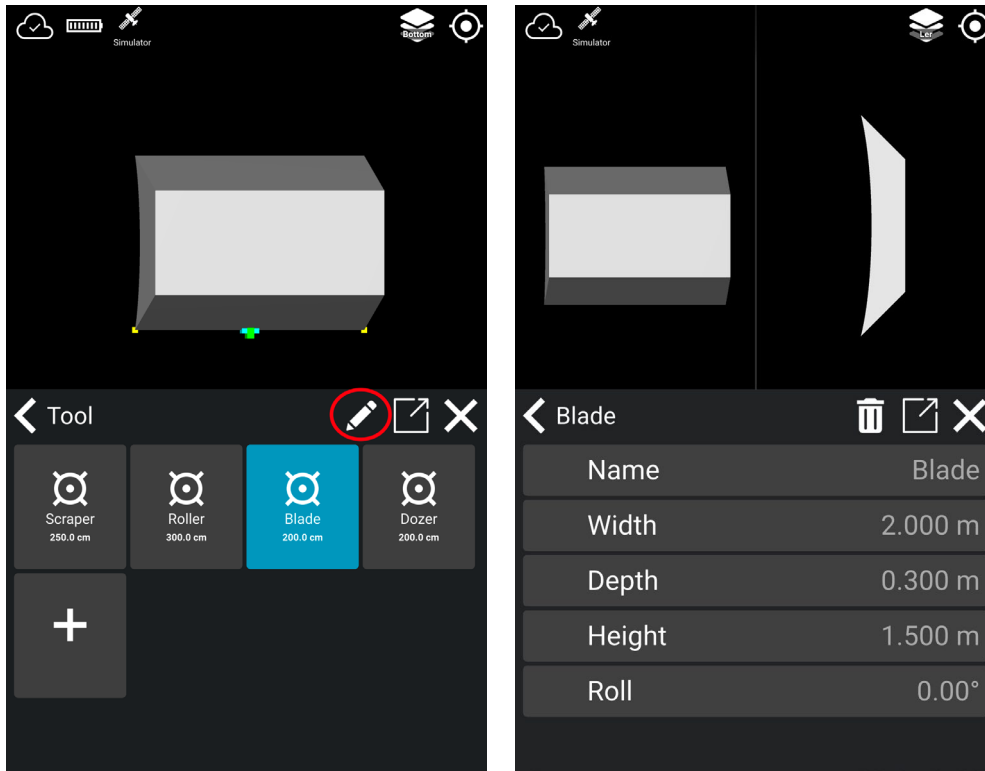 Simulator
Bottom
Tool
Scraper
250.0 cm
Roller
300.0 cm
Blade
200.0 cm
Dozer
200.0 cm
+
Simulator
Ler
Blade
Name Blade
Width 2.000 m
Depth 0.300 m
Height 1.500 m
Roll 0.00°